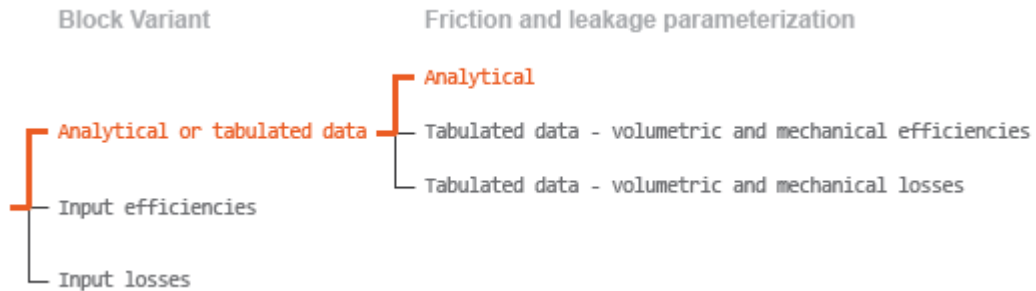 Block Variant
Friction and leakage parameterization
Analytical
Analytical or tabulated data
Tabulated data - volumetric and mechanical efficiencies
Tabulated data - volumetric and mechanical losses
Input efficiencies
Input losses